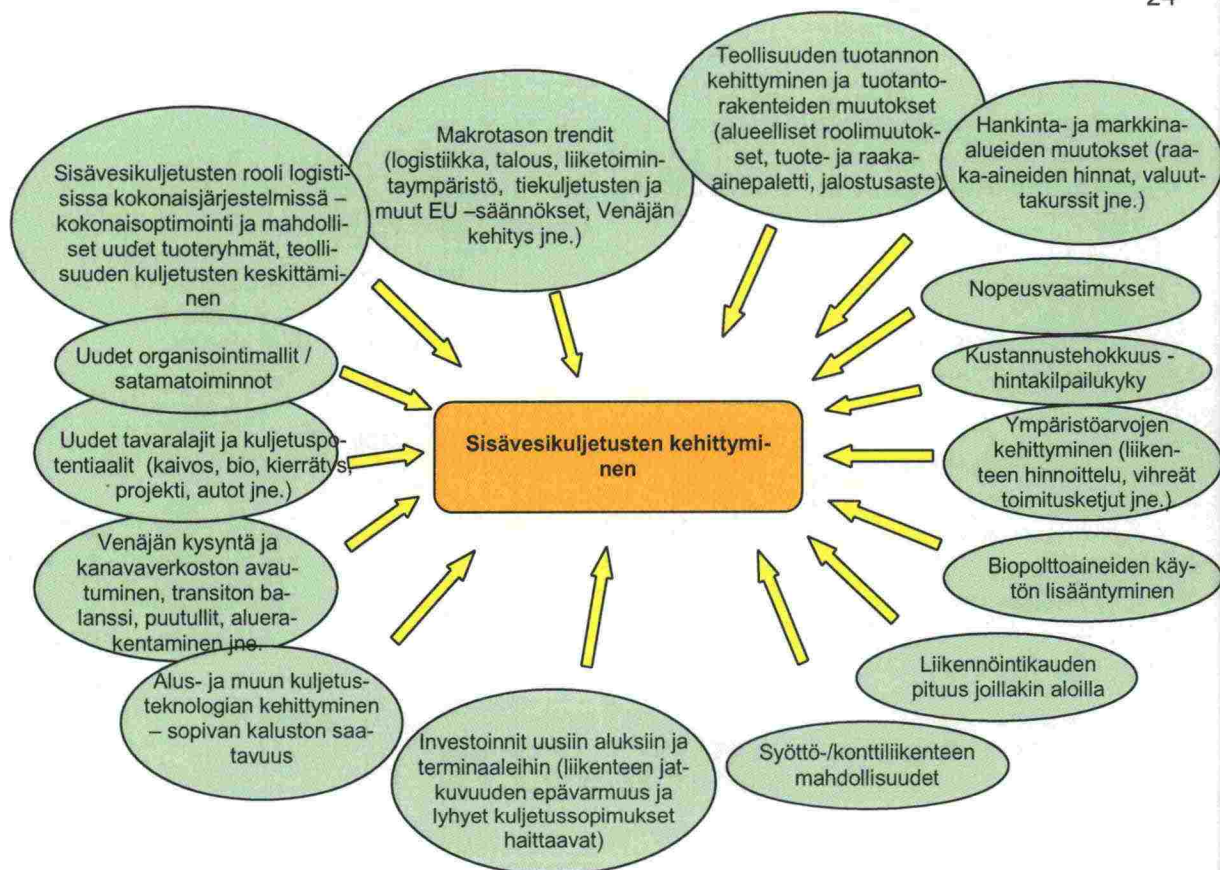 24
Teollisuuden tuotannon
kehittyminen ja tuotanto-
rakenteiden muutokset
(alueelliset roolimuutok-
set, tuote- ja raaka-
ainepaletti, jalostusaste)
Makrotason trendit
(logistiikka, talous, liiketoimin-
taympäristö, tiekuljetusten ja
muut EU –säännökset, Venäjän
kehitys jne.)
Hankinta- ja markkina-
alueiden muutokset (raa-
ka-aineiden hinnat, valuut-
takurssit jne.)
Sisävesikuljetusten rooli logisti-
sissa kokonaisjärjestelmissä –
kokonaisoptimointi ja mahdolli-
set uudet tuoteryhmät, teolli-
suuden kuljetusten keskittämi-
nen
Nopeusvaatimukset
Uudet organisointimallit /
satamatoiminnot
Kustannustehokkuus -
hintakilpailukyky
Uudet tavaralajit ja kuljetuspo-
tentiaalit (kaivos, bio, kierrätys,
projekti, autot jne.)
Sisävesikuljetusten kehittymi-
nen
Ympäristöarvojen
kehittyminen (liiken-
teen hinnoittelu, vihreät
toimitusketjut jne.)
Venäjän kysyntä ja
kanavaverkoston avau-
tuminen, transiton ba-
lanssi, puutullit, aluera-
kentaminen jne.
Biopolttoaineiden käy-
tön lisääntyminen
Alus- ja muun kuljetus-
teknologian kehittyminen
– sopivan kaluston saa-
tavuus
Liikennöintikauden
pituus joillakin aloilla
Investoinnit uusiin aluksiin ja
terminaaleihin (liikenteen jat-
kuvuuden epävarmuus ja
lyhyet kuljetussopimukset
haittaavat)
Syöttö-/konttiliikenteen
mahdollisuudet